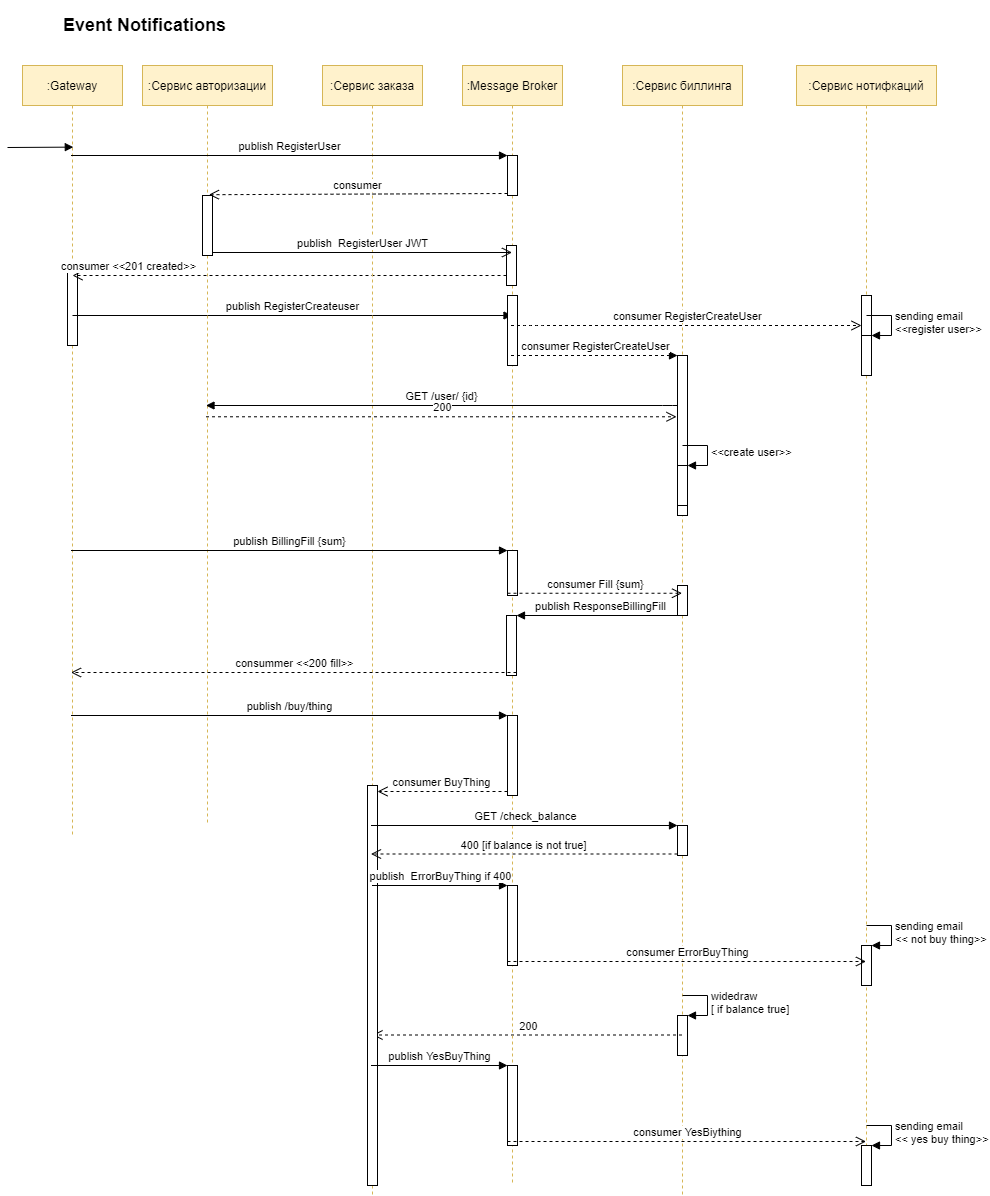 Event Notifications
:Gateway
:Сервис авторизации
:Сервис заказа
:Message Broker
:Сервис биллинга
:Сервис нотифкаций
publish RegisterUser
consumer
publish  RegisterUser JWT
consumer <<201 created>>
publish RegisterCreateuser
consumer RegisterCreateUser
sending email
<<register user>>
consumer RegisterCreateUser
GET /user/ {id}
200
<<create user>>
publish BillingFill {sum}
consumer Fill {sum}
publish ResponseBillingFill
consummer <<200 fill>>
publish /buy/thing
consumer BuyThing
GET /check_balance
400 [if balance is not true]
publish  ErrorBuyThing if 400
sending email
<< not buy thing>>
consumer ErrorBuyThing
widedraw
[ if balance true]
200
publish YesBuyThing
sending email
<< yes buy thing>>
consumer YesBiything